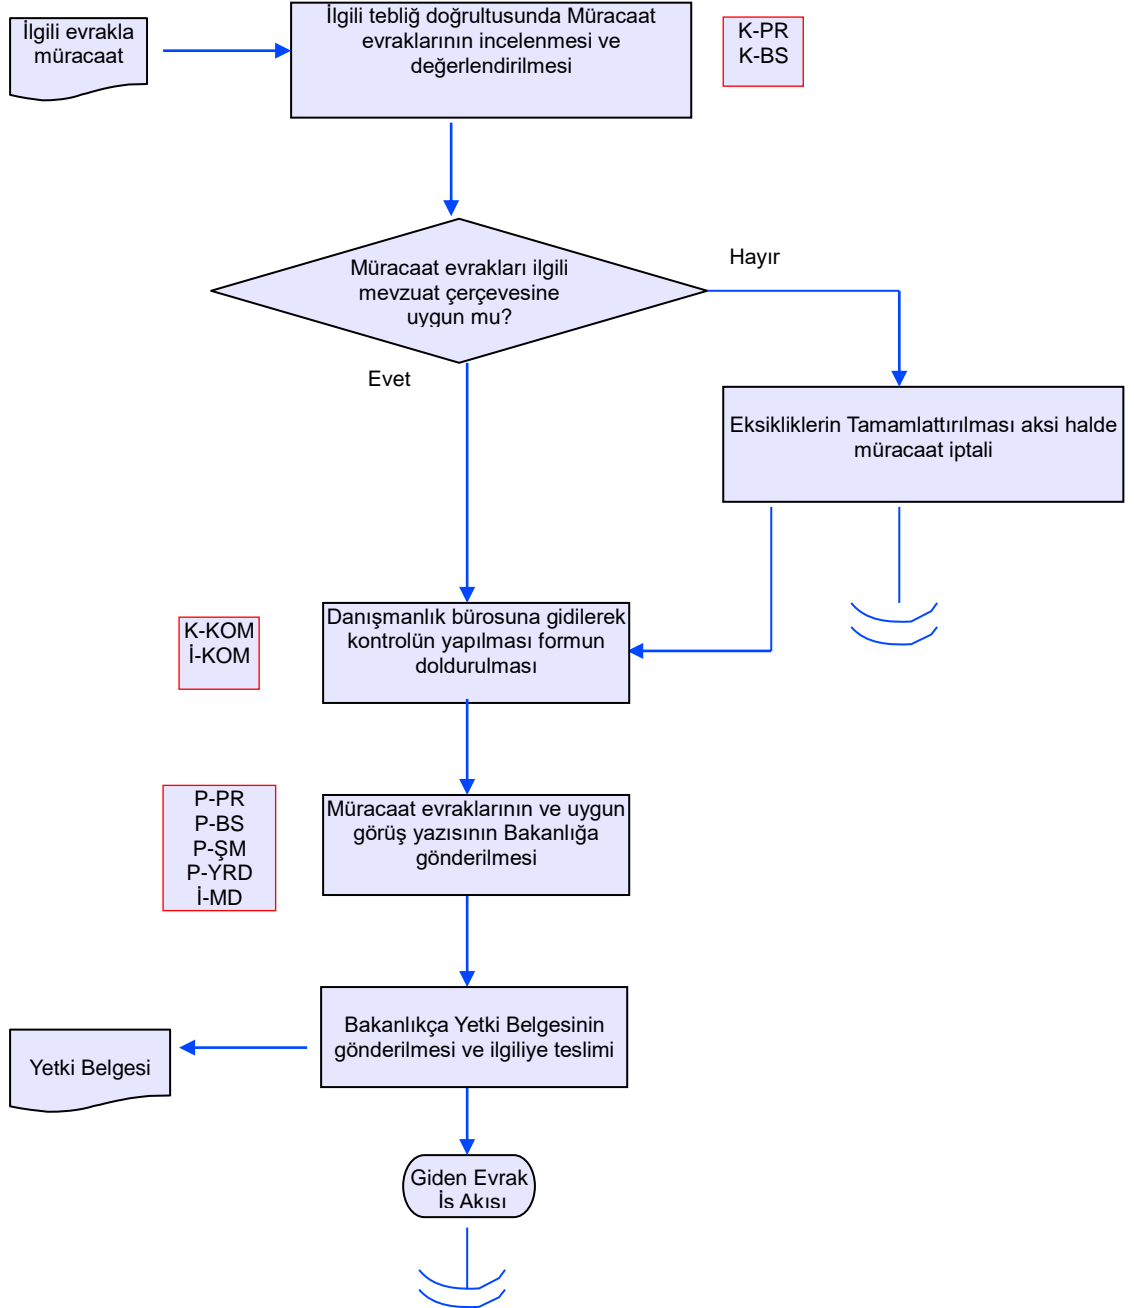 İlgili evrakla
müracaat
İlgili tebliğ doğrultusunda Müracaat
evraklarının incelenmesi ve
değerlendirilmesi
K-PR
K-BS
Müracaat evrakları ilgili
mevzuat çerçevesine
uygun mu?
Hayır
Evet
Eksikliklerin Tamamlattırılması aksi halde
müracaat iptali
K-KOM
İ-KOM
Danışmanlık bürosuna gidilerek
kontrolün yapılması formun
doldurulması
P-PR
P-BS
P-ŞM
P-YRD
İ-MD
Müracaat evraklarının ve uygun
görüş yazısının Bakanlığa
gönderilmesi
Bakanlıkça Yetki Belgesinin
gönderilmesi ve ilgiliye teslimi
Yetki Belgesi
Giden Evrak
İş Akışı